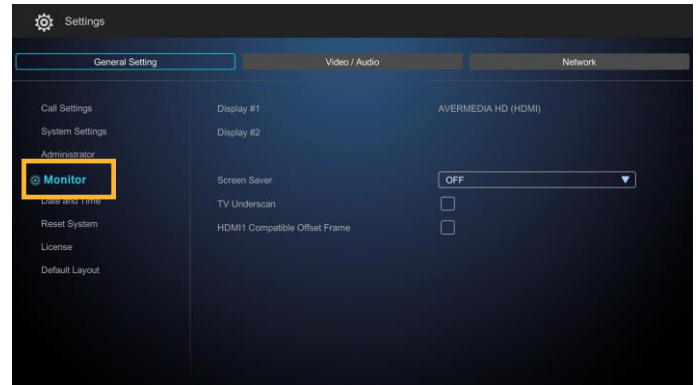 Settings
General Setting Video / Audio Network
Call Settings Display #1 AVERMEDIA HD (HDMI)
System Settings Display #2
Administrator
Monitor Screen Saver OFF
Date and Time TV Underscan
Reset System HDMI1 Compatible Offset Frame
License
Default Layout